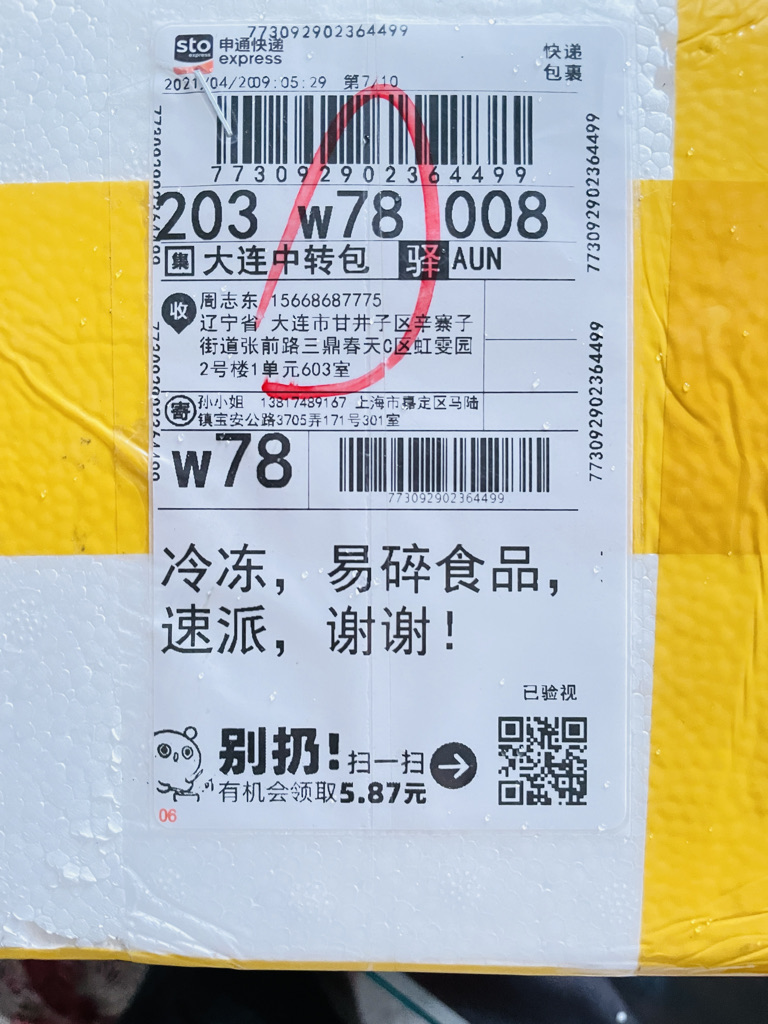 773092902364499
sto 申通快递
express express
快递
包裹
2021/04/2009:05:29 第7/10
773092902364499
203 w78 008
集 大连中转包 驿 AUN
收 周志东 15668687775
辽宁省 大连市甘井子区辛寨子
街道张前路三鼎春天C区虹雯园
2号楼1单元603室
寄 孙小姐 13817489167 上海市嘉定区马陆
镇宝安公路3705弄171号301室
w78
773092902364499
773092902364499
773092902364499
冷冻，易碎食品，
速派，谢谢！
已验视
别扔！扫一扫
有机会领取5.87元
06